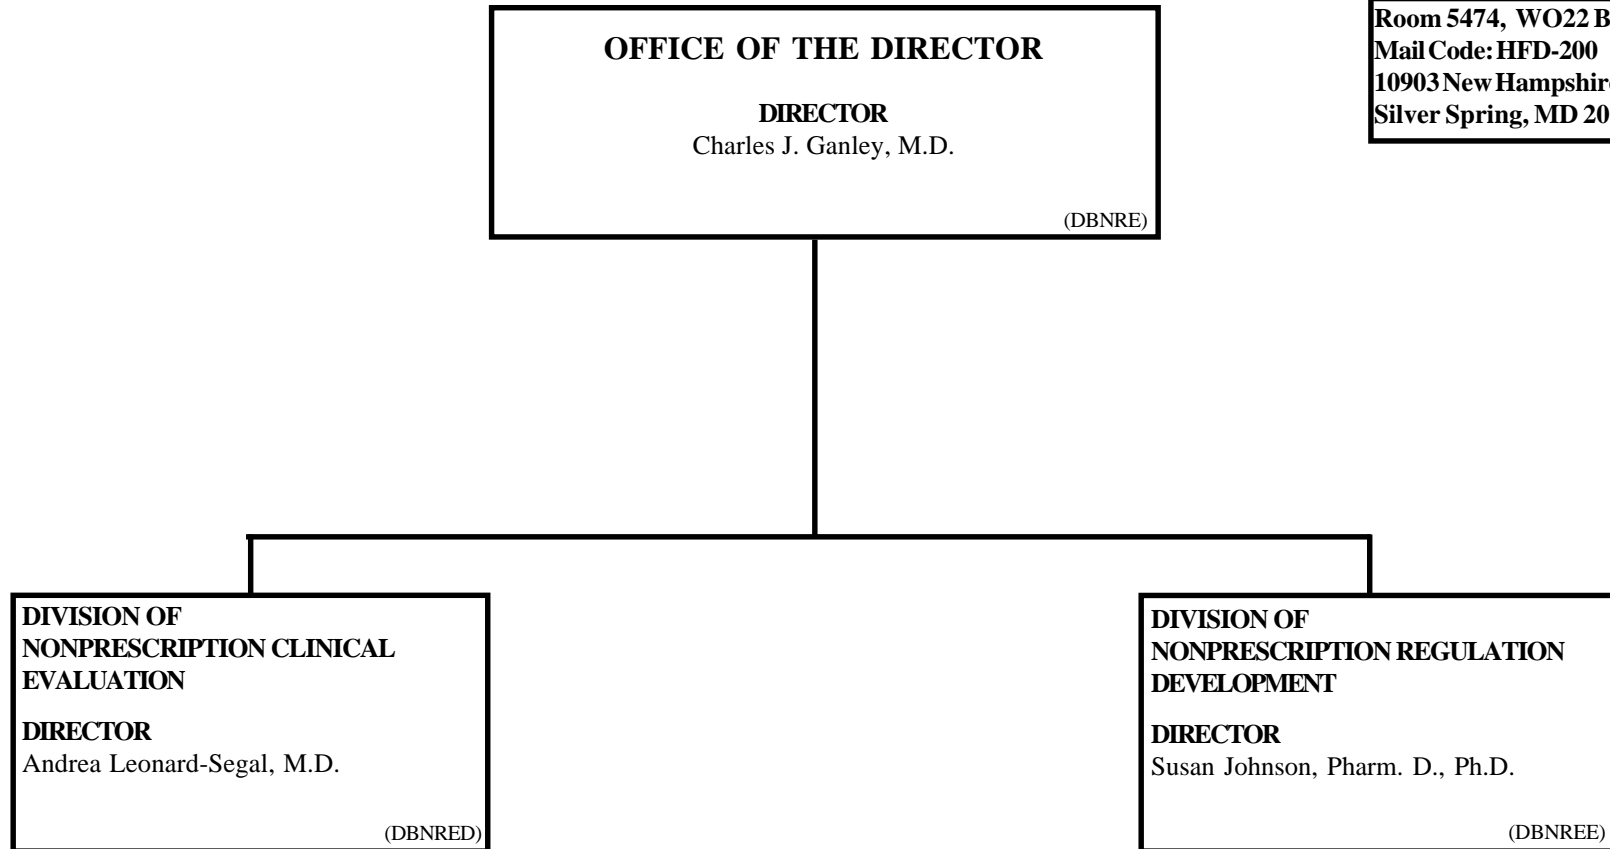 OFFICE OF THE DIRECTOR
DIRECTOR
Charles J. Ganley, M.D.
(DBNRE)
Room 5474, WO22 B
Mail Code: HFD-200
10903 New Hampshire
Silver Spring, MD 20
DIVISION OF
NONPRESCRIPTION CLINICAL
EVALUATION
DIRECTOR
Andrea Leonard-Segal, M.D.
(DBNRED)
DIVISION OF
NONPRESCRIPTION REGULATION
DEVELOPMENT
DIRECTOR
Susan Johnson, Pharm. D., Ph.D.
(DBNREE)